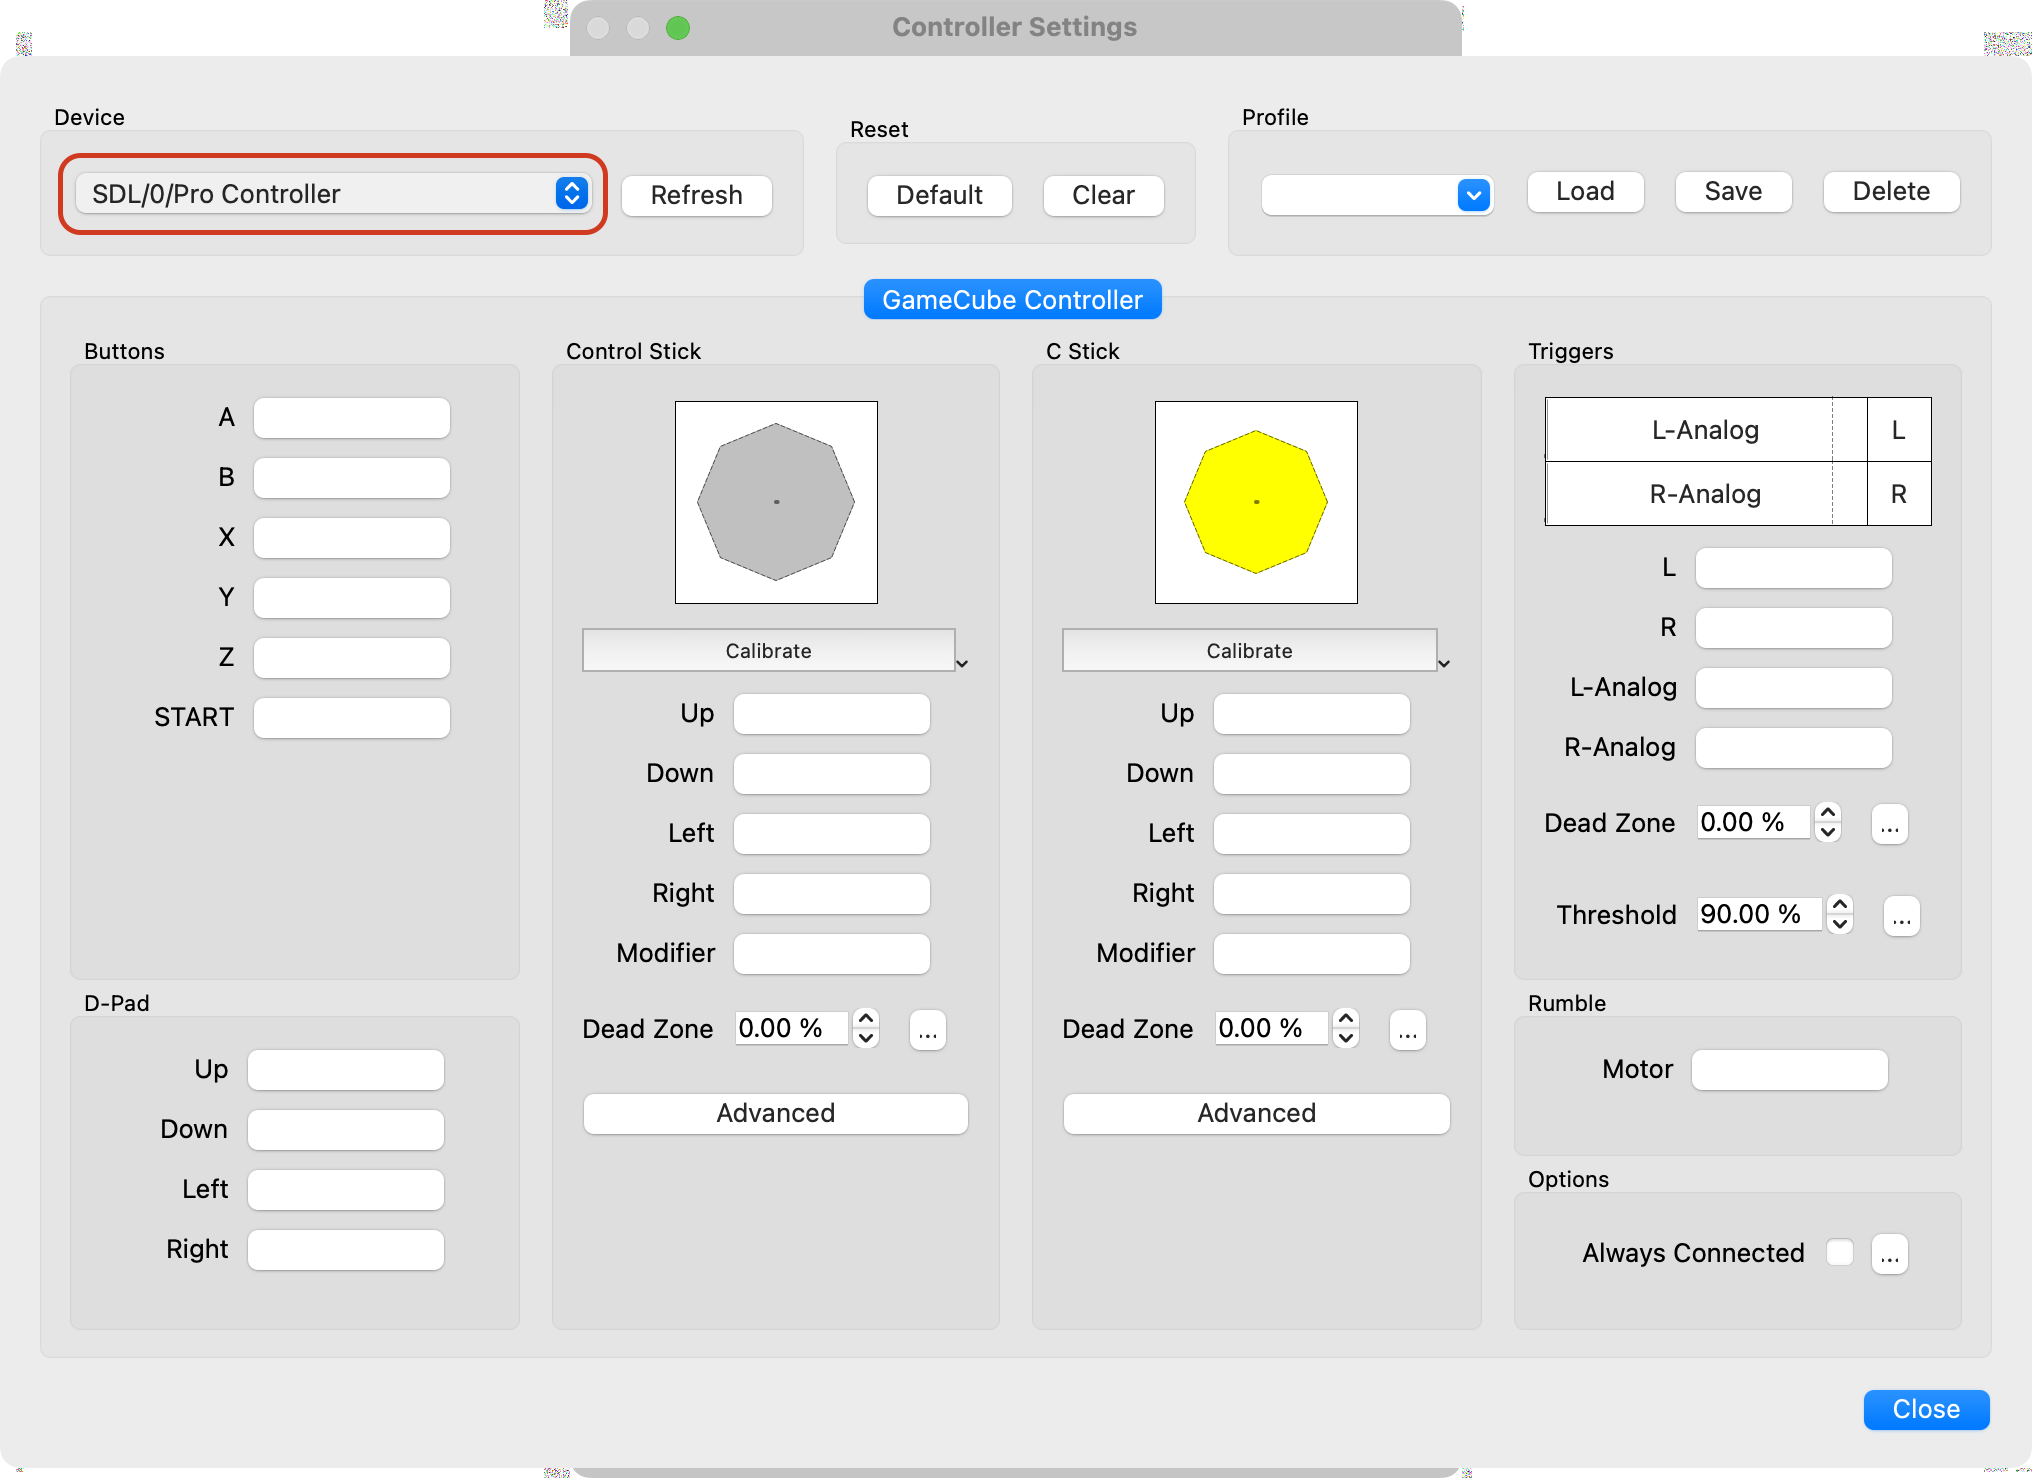 Controller Settings
Device
Reset
Profile
SDL/0/Pro Controller
Refresh
Default
Clear
Load
Save
Delete
GameCube Controller
Buttons
A
B
X
Y
Z
START
D-Pad
Up
Down
Left
Right
Control Stick
Calibrate
Up
Down
Left
Right
Modifier
Dead Zone 0.00 % ...
Advanced
C Stick
Calibrate
Up
Down
Left
Right
Modifier
Dead Zone 0.00 % ...
Advanced
Triggers
L-Analog L
R-Analog R
L
R
L-Analog
R-Analog
Dead Zone 0.00 % ...
Threshold 90.00 % ...
Rumble
Motor
Options
Always Connected ...
Close